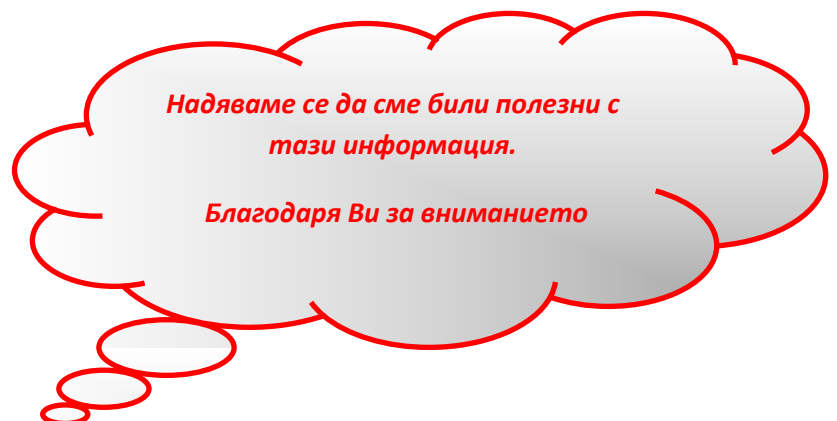 Надяваме се да сме били полезни с
тази информация.
Благодаря Ви за вниманието